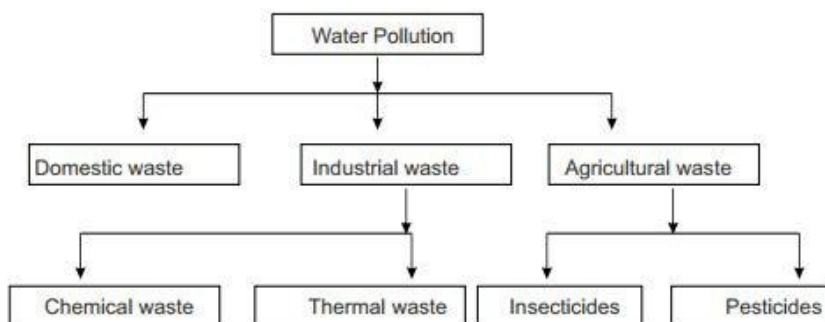 Water Pollution
Domestic waste
Industrial waste
Agricultural waste
Chemical waste
Thermal waste
Insecticides
Pesticides